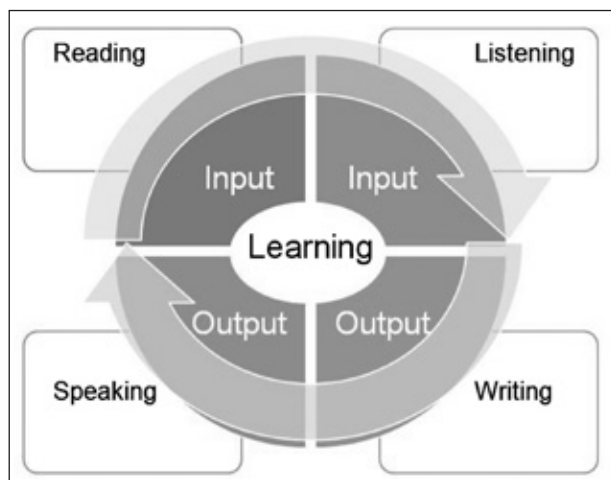 Reading
Listening
Input
Input
Learning
Output
Output
Speaking
Writing